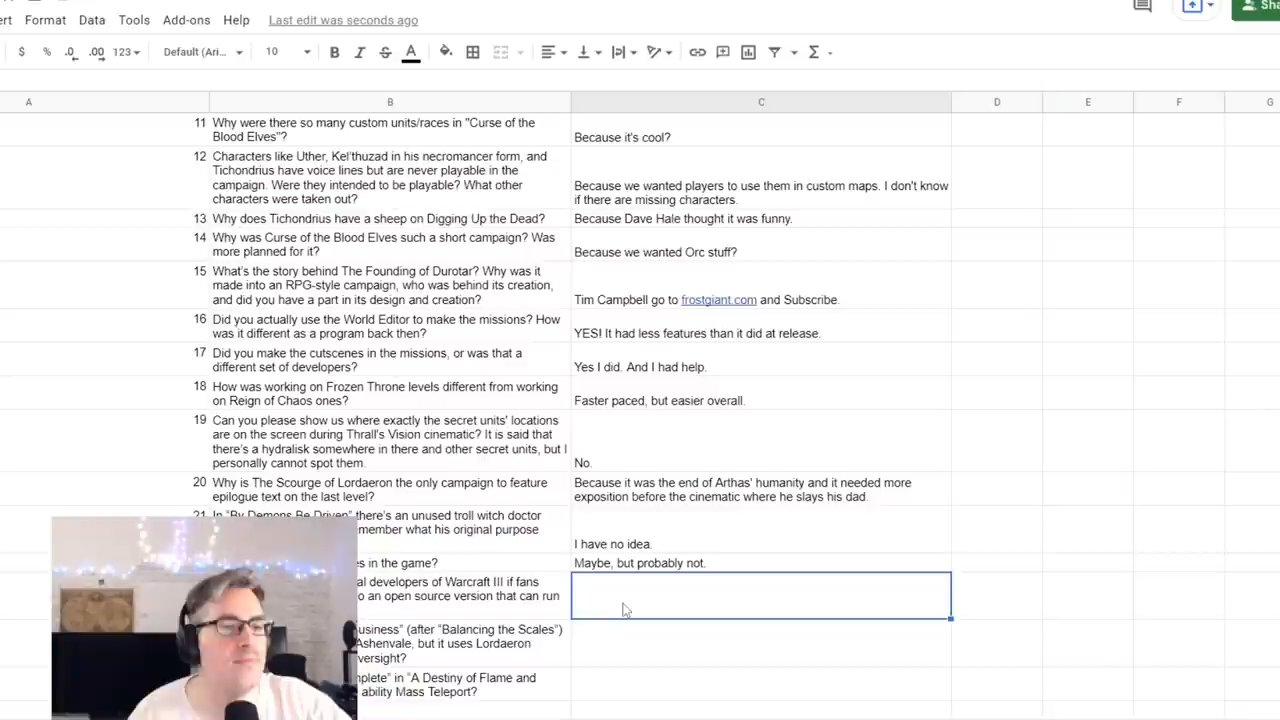 ert Format Data Tools Add-ons Help Last edit was seconds ago
Sha
$ % .0 .00 123 Default (Ari... 10 B I S A
A B C D E F G
11 Why were there so many custom units/races in "Curse of the
Blood Elves"?
Because it's cool?
12 Characters like Uther, Kel'thuzad in his necromancer form, and
Tichondrius have voice lines but are never playable in the
campaign. Were they intended to be playable? What other
characters were taken out?
Because we wanted players to use them in custom maps. I don't know
if there are missing characters.
13 Why does Tichondrius have a sheep on Digging Up the Dead?
Because Dave Hale thought it was funny.
14 Why was Curse of the Blood Elves such a short campaign? Was
more planned for it?
Because we wanted Orc stuff?
15 What's the story behind The Founding of Durotar? Why was it
made into an RPG-style campaign, who was behind its creation,
and did you have a part in its design and creation?
Tim Campbell go to frostgiant.com and Subscribe.
16 Did you actually use the World Editor to make the missions? How
was it different as a program back then?
YES! It had less features than it did at release.
17 Did you make the cutscenes in the missions, or was that a
different set of developers?
Yes I did. And I had help.
18 How was working on Frozen Throne levels different from working
on Reign of Chaos ones?
Faster paced, but easier overall.
19 Can you please show us where exactly the secret units' locations
are on the screen during Thrall's Vision cinematic? It is said that
there's a hydralisk somewhere in there and other secret units, but I
personally cannot spot them.
No.
20 Why is The Scourge of Lordaeron the only campaign to feature
epilogue text on the last level?
Because it was the end of Arthas' humanity and it needed more
exposition before the cinematic where he slays his dad.
21 In "By Demons Be Driven" there's an unused troll witch doctor
emember what his original purpose
I have no idea.
es in the game?
Maybe, but probably not.
al developers of Warcraft III if fans
o an open source version that can run
usiness" (after "Balancing the Scales")
Ashenvale, but it uses Lordaeron
versight?
nplete" in "A Destiny of Flame and
ability Mass Teleport?